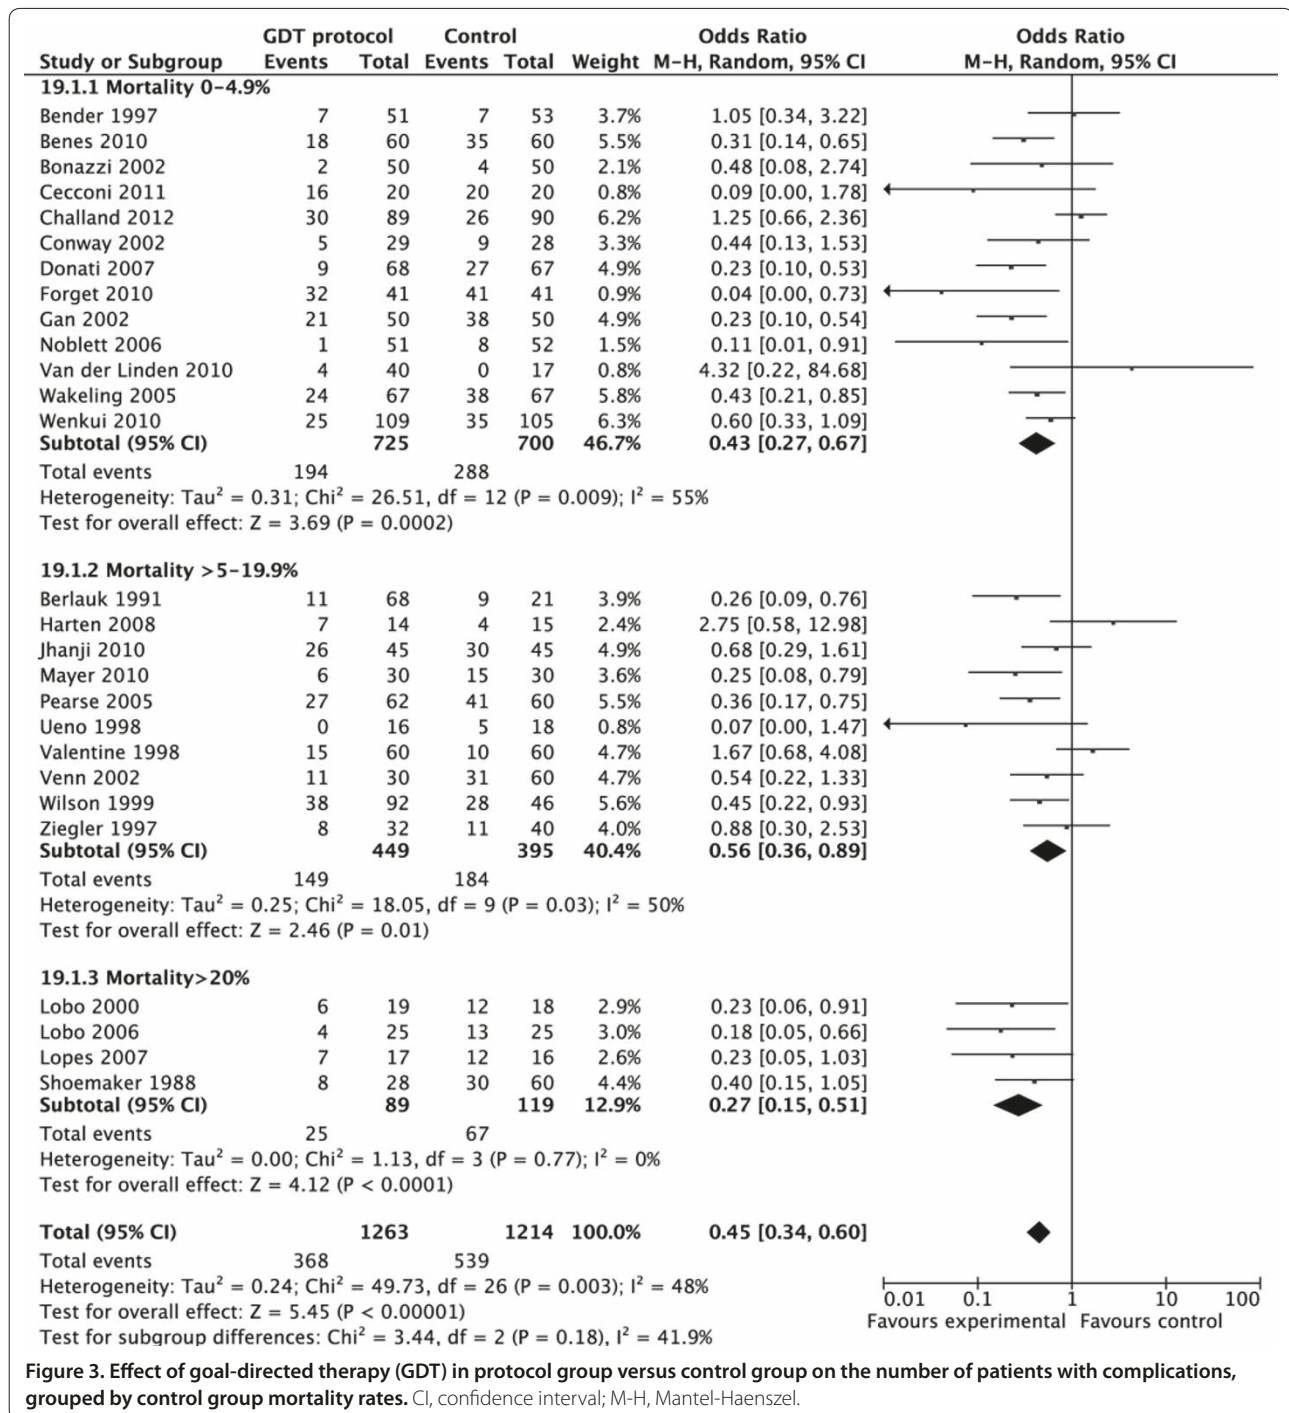 GDT protocol Control Odds Ratio Odds Ratio
Study or Subgroup Events Total Events Total Weight M-H, Random, 95% CI M-H, Random, 95% CI
19.1.1 Mortality 0-4.9%
Bender 1997 7 51 7 53 3.7% 1.05 [0.34, 3.22]
Benes 2010 18 60 35 60 5.5% 0.31 [0.14, 0.65]
Bonazzi 2002 2 50 4 50 2.1% 0.48 [0.08, 2.74]
Cecconi 2011 16 20 20 20 0.8% 0.09 [0.00, 1.78]
Challand 2012 30 89 26 90 6.2% 1.25 [0.66, 2.36]
Conway 2002 5 29 9 28 3.3% 0.44 [0.13, 1.53]
Donati 2007 9 68 27 67 4.9% 0.23 [0.10, 0.53]
Forget 2010 32 41 41 41 0.9% 0.04 [0.00, 0.73]
Gan 2002 21 50 38 50 4.9% 0.23 [0.10, 0.54]
Noblett 2006 1 51 8 52 1.5% 0.11 [0.01, 0.91]
Van der Linden 2010 4 40 0 17 0.8% 4.32 [0.22, 84.68]
Wakeling 2005 24 67 38 67 5.8% 0.43 [0.21, 0.85]
Wenkui 2010 25 109 35 105 6.3% 0.60 [0.33, 1.09]
Subtotal (95% CI) 725 700 46.7% 0.43 [0.27, 0.67]
Total events 194 288
Heterogeneity: Tau² = 0.31; Chi² = 26.51, df = 12 (P = 0.009); I² = 55%
Test for overall effect: Z = 3.69 (P = 0.0002)
19.1.2 Mortality >5-19.9%
Berlauk 1991 11 68 9 21 3.9% 0.26 [0.09, 0.76]
Harten 2008 7 14 4 15 2.4% 2.75 [0.58, 12.98]
Jhanji 2010 26 45 30 45 4.9% 0.68 [0.29, 1.61]
Mayer 2010 6 30 15 30 3.6% 0.25 [0.08, 0.79]
Pearse 2005 27 62 41 60 5.5% 0.36 [0.17, 0.75]
Ueno 1998 0 16 5 18 0.8% 0.07 [0.00, 1.47]
Valentine 1998 15 60 10 60 4.7% 1.67 [0.68, 4.08]
Venn 2002 11 30 31 60 4.7% 0.54 [0.22, 1.33]
Wilson 1999 38 92 28 46 5.6% 0.45 [0.22, 0.93]
Ziegler 1997 8 32 11 40 4.0% 0.88 [0.30, 2.53]
Subtotal (95% CI) 449 395 40.4% 0.56 [0.36, 0.89]
Total events 149 184
Heterogeneity: Tau² = 0.25; Chi² = 18.05, df = 9 (P = 0.03); I² = 50%
Test for overall effect: Z = 2.46 (P = 0.01)
19.1.3 Mortality>20%
Lobo 2000 6 19 12 18 2.9% 0.23 [0.06, 0.91]
Lobo 2006 4 25 13 25 3.0% 0.18 [0.05, 0.66]
Lopes 2007 7 17 12 16 2.6% 0.23 [0.05, 1.03]
Shoemaker 1988 8 28 30 60 4.4% 0.40 [0.15, 1.05]
Subtotal (95% CI) 89 119 12.9% 0.27 [0.15, 0.51]
Total events 25 67
Heterogeneity: Tau² = 0.00; Chi² = 1.13, df = 3 (P = 0.77); I² = 0%
Test for overall effect: Z = 4.12 (P < 0.0001)
Total (95% CI) 1263 1214 100.0% 0.45 [0.34, 0.60]
Total events 368 539
Heterogeneity: Tau² = 0.24; Chi² = 49.73, df = 26 (P = 0.003); I² = 48%
Test for overall effect: Z = 5.45 (P < 0.00001)
Test for subgroup differences: Chi² = 3.44, df = 2 (P = 0.18), I² = 41.9%
0.01 0.1 1 10 100
Favours experimental Favours control
Figure 3. Effect of goal-directed therapy (GDT) in protocol group versus control group on the number of patients with complications,
grouped by control group mortality rates. CI, confidence interval; M-H, Mantel-Haenszel.